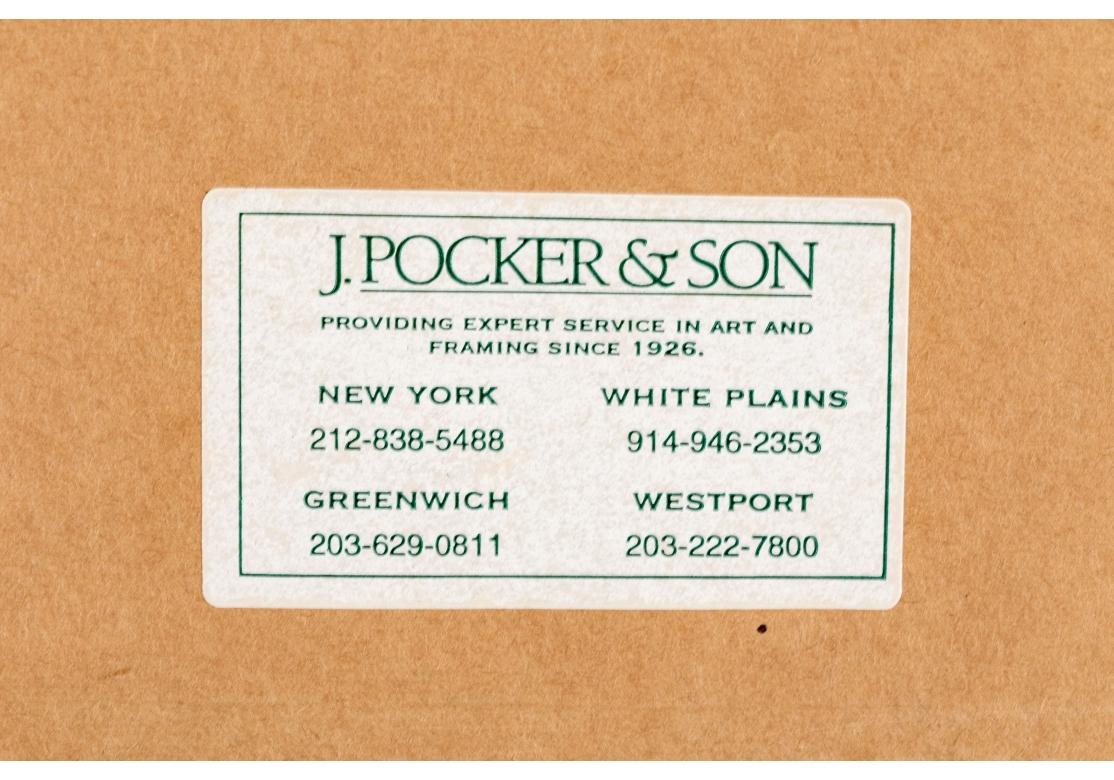 J. POCKER & SON
PROVIDING EXPERT SERVICE IN ART AND
FRAMING SINCE 1926.
NEW YORK WHITE PLAINS
212-838-5488 914-946-2353
GREENWICH WESTPORT
203-629-0811 203-222-7800